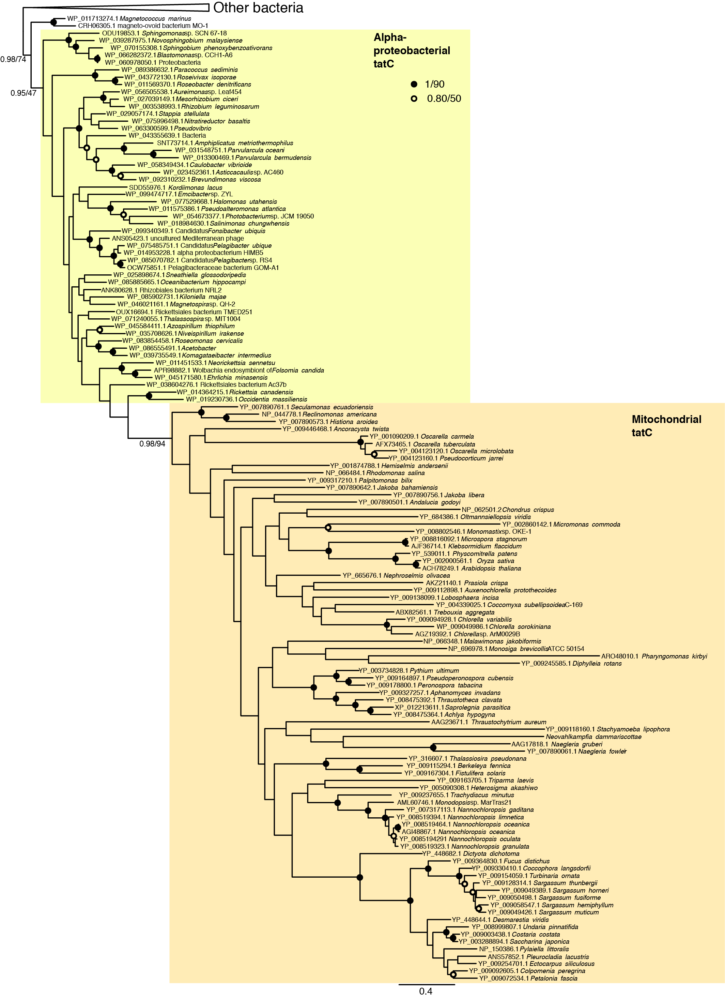 Other bacteria
WP_011713274.1 Magnetococcus marinus
CRH06305.1 magneto-ovoid bacterium MO-1
ODU19853.1 Sphingomonas sp. SCN 67-18
WP_039287975.1 Novosphingobium malaysiense
WP_070155308.1 Sphingobium phenoxybenzoativorans
WP_066282372.1 Blastomonas sp. CCH1-A6
WP_060978050.1 Proteobacteria
Alpha-
proteobacterial
tatC
1/90
0.80/50
0.98/74
0.95/47
WP_089386632.1 Paracoccus sediminis
WP_043772130.1 Roseivivax isoporae
WP_011569370.1 Roseobacter denitrificans
WP_056505538.1 Aureimonas sp. Leaf454
WP_027039149.1 Mesorhizobium ciceri
WP_003538993.1 Rhizobium leguminosarum
WP_029057174.1 Stappia stellulata
WP_075996498.1 Nitratireductor basaltis
WP_063300599.1 Pseudovibrio
WP_043355639.1 Bacteria
SNT73714.1 Amphiplicatus metriothermophilus
WP_031548751.1 Parvularcula oceani
WP_013300469.1 Parvularcula bermudensis
WP_058349434.1 Caulobacter vibrioide
WP_023452361.1 Asticcacaulis sp. AC460
WP_092310232.1 Brevundimonas viscosa
SDD55976.1 Kordiimonas lacus
WP_099474717.1 Emcibacter sp. ZYL
WP_077529668.1 Halomonas utahensis
WP_011575386.1 Pseudoalteromonas atlantica
WP_054673377.1 Photobacterium sp. JCM 19050
WP_018984630.1 Salinimonas chungwhensis
WP_099340349.1 Candidatus Fonsibacter ubiquis
ANS05423.1 uncultured Mediterranean phage
WP_075485751.1 Candidatus Pelagibacter ubique
WP_014953228.1 alpha proteobacterium HIMB5
WP_085070782.1 Candidatus Pelagibacter sp. RS4
OCW75851.1 Pelagibacteraceae bacterium GOM-A1
WP_025898674.1 Sneathiella glossodoripedis
WP_085885665.1 Oceanibacterium hippocampi
ANK80628.1 Rhizobiales bacterium NRL2
WP_085902731.1 Kiloniella majae
WP_046021161.1 Magnetospira sp. QH-2
OUX16694.1 Rickettsiales bacterium TMED251
WP_071240055.1 Thalassospira sp. MIT1004
WP_045584411.1 Azospirillum thiophilum
WP_035708626.1 Niveispirillum irakense
WP_083854458.1 Roseomonas cervicalis
WP_086555491.1 Acetobacter
WP_039735549.1 Komagataeibacter intermedius
WP_011451533.1 Neorickettsia sennetsu
APR98882.1 Wolbachia endosymbiont of Folsomia candida
WP_045171580.1 Ehrlichia minasensis
WP_038604276.1 Rickettsiales bacterium Ac37b
WP_014364215.1 Rickettsia canadensis
WP_019230736.1 Occidentia massiliensis
YP_007890761.1 Seculamonas ecuadoriensis
NP_044778.1 Reclinomonas americana
YP_007890573.1 Histiona aroides
Mitochondrial
tatC
YP_009446468.1 Ancoracysta twista
YP_001090209.1 Oscarella carmela
0.98/94
AFX73465.1 Oscarella tuberculata
YP_004123120.1 Oscarella microlobata
YP_004123160.1 Pseudocorticum jarrei
YP_001874788.1 Hemiselmis andersenii
NP_066484.1 Rhodomonas salina
YP_009317210.1 Palpitomonas bilix
YP_007890642.1 Jakoba bahamiensis
YP_007890756.1 Jakoba libera
YP_007890501.1 Andalucia godoyi
NP_062501.2 Chondrus crispus
YP_684386.1 Oltmannsiellopsis viridis
YP_002860142.1 Micromonas commoda
YP_008802546.1 Monomastix sp. OKE-1
YP_008816092.1 Microspora stagnorum
AJF36714.1 Klebsormidium flaccidum
YP_539011.1 Physcomitrella patens
YP_002000561.1 Oryza sativa
ACH78249.1 Arabidopsis thaliana
YP_665676.1 Nephroselmis olivacea
AKZ21140.1 Prasiola crispa
YP_009112898.1 Auxenochlorella protothecoides
YP_009138099.1 Lobosphaera incisa
YP_004339025.1 Coccomyxa subellipsoidea C-169
ABX82561.1 Trebouxia aggregata
YP_009094928.1 Chlorella variabilis
WP_009049986.1 Chlorella sorokiniana
AGZ19392.1 Chlorella sp. ArM0029B
NP_066348.1 Malawimonas jakobiformis
NP_696978.1 Monosiga brevicollis ATCC 50154
ARO48010.1 Pharyngomonas kirbyi
YP_009245585.1 Diphylleia rotans
YP_003734828.1 Pythium ultimum
YP_009164897.1 Pseudoperonospora cubensis
YP_009178800.1 Peronospora tabacina
YP_009327257.1 Aphanomyces invadans
YP_008475392.1 Thraustotheca clavata
XP_012213611.1 Saprolegnia parasitica
YP_008475364.1 Achlya hypogyna
AAG23671.1 Thraustochytrium aureum
YP_009118160.1 Stachyamoeba lipophora
Neovahlkampfia dammariscottae
AAG17818.1 Naegleria gruberi
YP_007890061.1 Naegleria fowleri
YP_316607.1 Thalassiosira pseudonana
YP_009115294.1 Berkeleya fennica
YP_009167304.1 Fistulifera solaris
YP_009163705.1 Triparma laevis
YP_005090308.1 Heterosigma akashiwo
YP_009237655.1 Trachydiscus minutus
AML60746.1 Monodopsis sp. MarTras21
YP_007317113.1 Nannochloropsis gaditana
YP_008519394.1 Nannochloropsis limnetica
YP_008519464.1 Nannochloropsis oceanica
AGI48867.1 Nannochloropsis oceanica
YP_0085194291 Nannochloropsis oculata
YP_008519323.1 Nannochloropsis granulata
YP_448682.1 Dictyota dichotoma
YP_009364830.1 Fucus distichus
YP_009330410.1 Coccophora langsdorfii
YP_009154059.1 Turbinaria ornata
YP_009128314.1 Sargassum thunbergii
YP_009049389.1 Sargassum horneri
YP_009050498.1 Sargassum fusiforme
YP_009058547.1 Sargassum hemiphyllum
YP_009049426.1 Sargassum muticum
YP_448644.1 Desmarestia viridis
YP_008999807.1 Undaria pinnatifida
YP_009003438.1 Costaria costata
YP_003288894.1 Saccharina japonica
NP_150386.1 Pylaiella littoralis
ANS57852.1 Pleurocladia lacustris
YP_009254701.1 Ectocarpus siliculosus
YP_009092605.1 Colpomenia peregrina
YP_009072534.1 Petalonia fascia
0.4